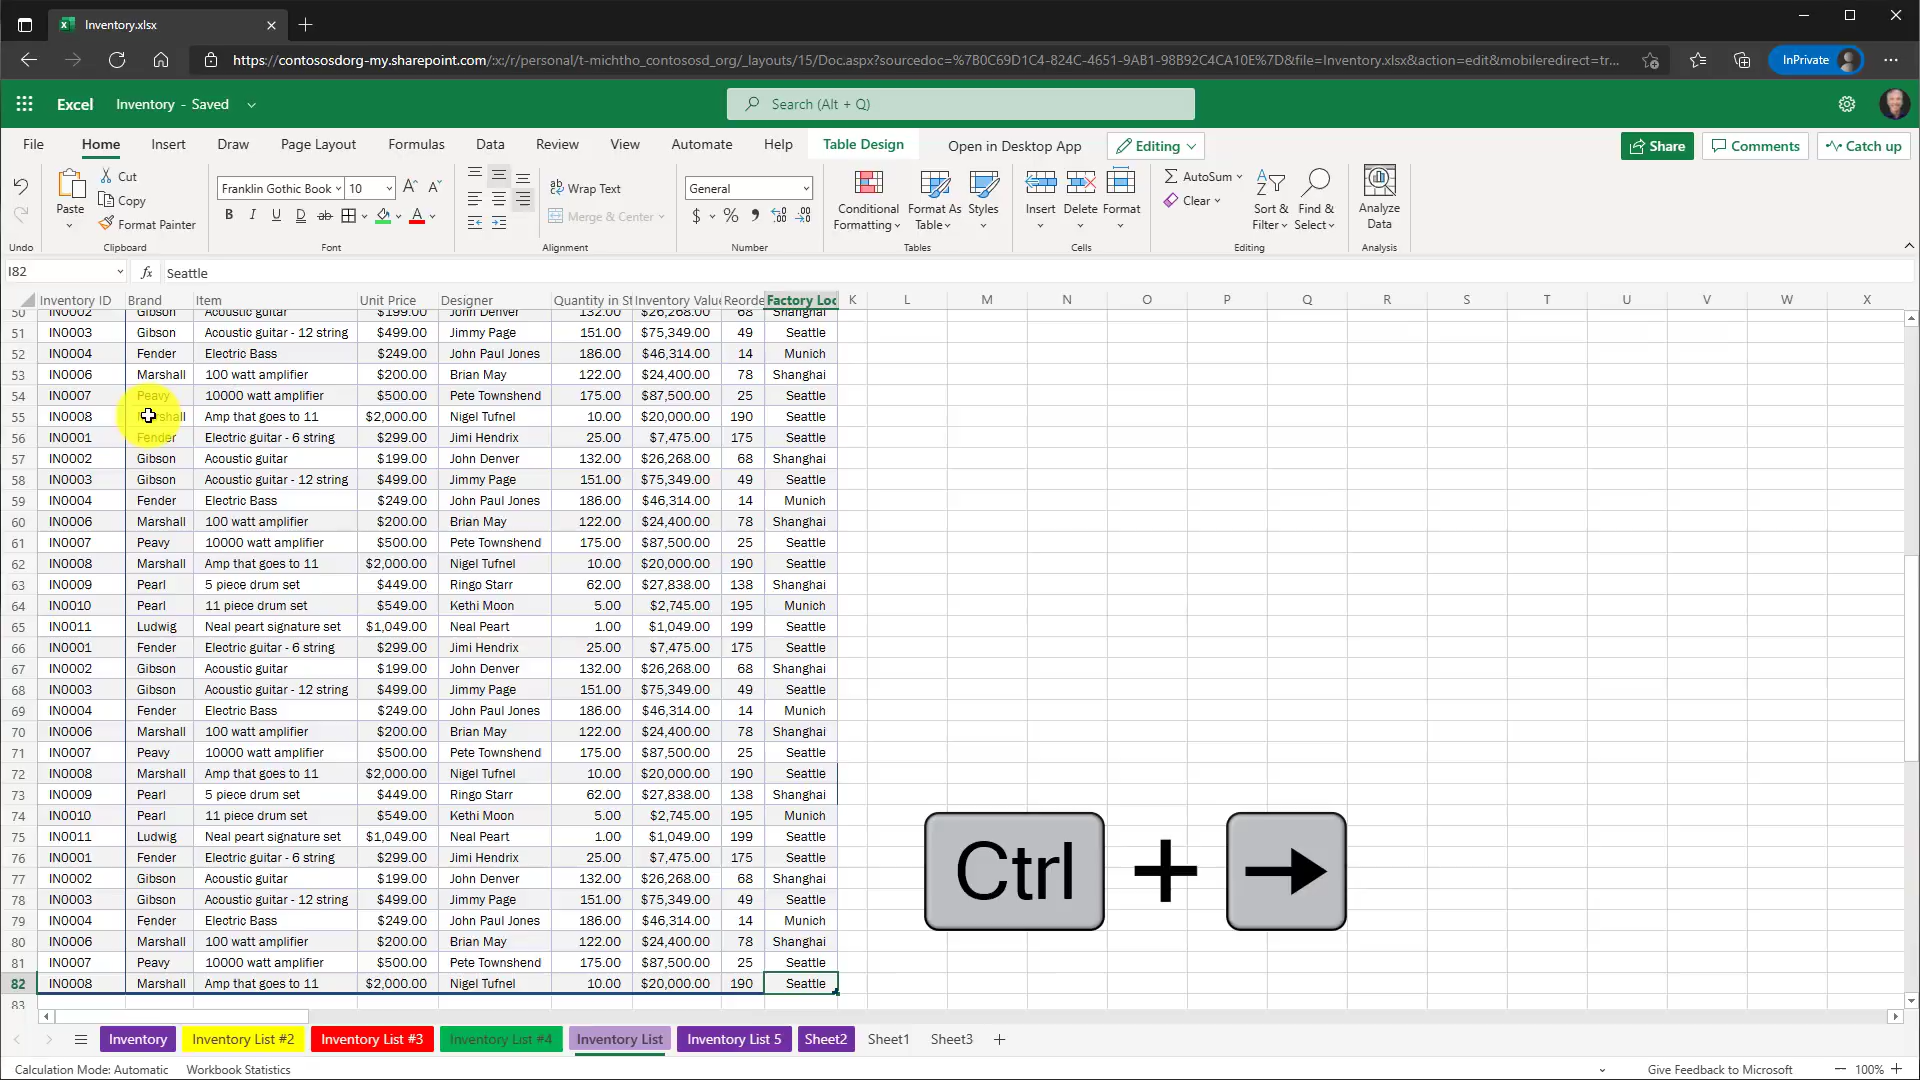 Inventory.xlsx
https://contososdorg-my.sharepoint.com/:x:/r/personal/t-michtho_contososd_org/_layouts/15/Doc.aspx?sourcedoc=%7B0C69D1C4-824C-4651-9AB1-98B92C4CA10E%7D&file=Inventory.xlsx&action=edit&mobileredirect=tr...
InPrivate
Excel Inventory - Saved
Search (Alt + Q)
File Home Insert Draw Page Layout Formulas Data Review View Automate Help Table Design Open in Desktop App Editing Share Comments Catch up
Paste Cut Copy Format Painter
Franklin Gothic Book 10
B I U D ab A A
Wrap Text
Merge & Center
General
$ % 9
Conditional Formatting
Format As Table
Styles
Insert Delete Format
AutoSum
Clear
Sort & Filter
Find & Select
Analyze Data
Undo Clipboard Font Alignment Number Tables Cells Editing Analysis
I82 fx Seattle
Inventory ID Brand Item Unit Price Designer Quantity in St Inventory Valu Reorde Factory Loc K L M N O P Q R S T U V W X
50 IN0002 Gibson Acoustic guitar $199.00 John Denver 132.00 $26,268.00 68 Shanghai
51 IN0003 Gibson Acoustic guitar - 12 string $499.00 Jimmy Page 151.00 $75,349.00 49 Seattle
52 IN0004 Fender Electric Bass $249.00 John Paul Jones 186.00 $46,314.00 14 Munich
53 IN0006 Marshall 100 watt amplifier $200.00 Brian May 122.00 $24,400.00 78 Shanghai
54 IN0007 Peavy 10000 watt amplifier $500.00 Pete Townshend 175.00 $87,500.00 25 Seattle
55 IN0008 Marshall Amp that goes to 11 $2,000.00 Nigel Tufnel 10.00 $20,000.00 190 Seattle
56 IN0001 Fender Electric guitar - 6 string $299.00 Jimi Hendrix 25.00 $7,475.00 175 Seattle
57 IN0002 Gibson Acoustic guitar $199.00 John Denver 132.00 $26,268.00 68 Shanghai
58 IN0003 Gibson Acoustic guitar - 12 string $499.00 Jimmy Page 151.00 $75,349.00 49 Seattle
59 IN0004 Fender Electric Bass $249.00 John Paul Jones 186.00 $46,314.00 14 Munich
60 IN0006 Marshall 100 watt amplifier $200.00 Brian May 122.00 $24,400.00 78 Shanghai
61 IN0007 Peavy 10000 watt amplifier $500.00 Pete Townshend 175.00 $87,500.00 25 Seattle
62 IN0008 Marshall Amp that goes to 11 $2,000.00 Nigel Tufnel 10.00 $20,000.00 190 Seattle
63 IN0009 Pearl 5 piece drum set $449.00 Ringo Starr 62.00 $27,838.00 138 Shanghai
64 IN0010 Pearl 11 piece drum set $549.00 Kethi Moon 5.00 $2,745.00 195 Munich
65 IN0011 Ludwig Neal peart signature set $1,049.00 Neal Peart 1.00 $1,049.00 199 Seattle
66 IN0001 Fender Electric guitar - 6 string $299.00 Jimi Hendrix 25.00 $7,475.00 175 Seattle
67 IN0002 Gibson Acoustic guitar $199.00 John Denver 132.00 $26,268.00 68 Shanghai
68 IN0003 Gibson Acoustic guitar - 12 string $499.00 Jimmy Page 151.00 $75,349.00 49 Seattle
69 IN0004 Fender Electric Bass $249.00 John Paul Jones 186.00 $46,314.00 14 Munich
70 IN0006 Marshall 100 watt amplifier $200.00 Brian May 122.00 $24,400.00 78 Shanghai
71 IN0007 Peavy 10000 watt amplifier $500.00 Pete Townshend 175.00 $87,500.00 25 Seattle
72 IN0008 Marshall Amp that goes to 11 $2,000.00 Nigel Tufnel 10.00 $20,000.00 190 Seattle
73 IN0009 Pearl 5 piece drum set $449.00 Ringo Starr 62.00 $27,838.00 138 Shanghai
74 IN0010 Pearl 11 piece drum set $549.00 Kethi Moon 5.00 $2,745.00 195 Munich
75 IN0011 Ludwig Neal peart signature set $1,049.00 Neal Peart 1.00 $1,049.00 199 Seattle
76 IN0001 Fender Electric guitar - 6 string $299.00 Jimi Hendrix 25.00 $7,475.00 175 Seattle
77 IN0002 Gibson Acoustic guitar $199.00 John Denver 132.00 $26,268.00 68 Shanghai
78 IN0003 Gibson Acoustic guitar - 12 string $499.00 Jimmy Page 151.00 $75,349.00 49 Seattle
79 IN0004 Fender Electric Bass $249.00 John Paul Jones 186.00 $46,314.00 14 Munich
80 IN0006 Marshall 100 watt amplifier $200.00 Brian May 122.00 $24,400.00 78 Shanghai
81 IN0007 Peavy 10000 watt amplifier $500.00 Pete Townshend 175.00 $87,500.00 25 Seattle
82 IN0008 Marshall Amp that goes to 11 $2,000.00 Nigel Tufnel 10.00 $20,000.00 190 Seattle
83
Ctrl + →
Inventory Inventory List #2 Inventory List #3 Inventory List #4 Inventory List Inventory List 5 Sheet2 Sheet1 Sheet3
Calculation Mode: Automatic Workbook Statistics Give Feedback to Microsoft 100%